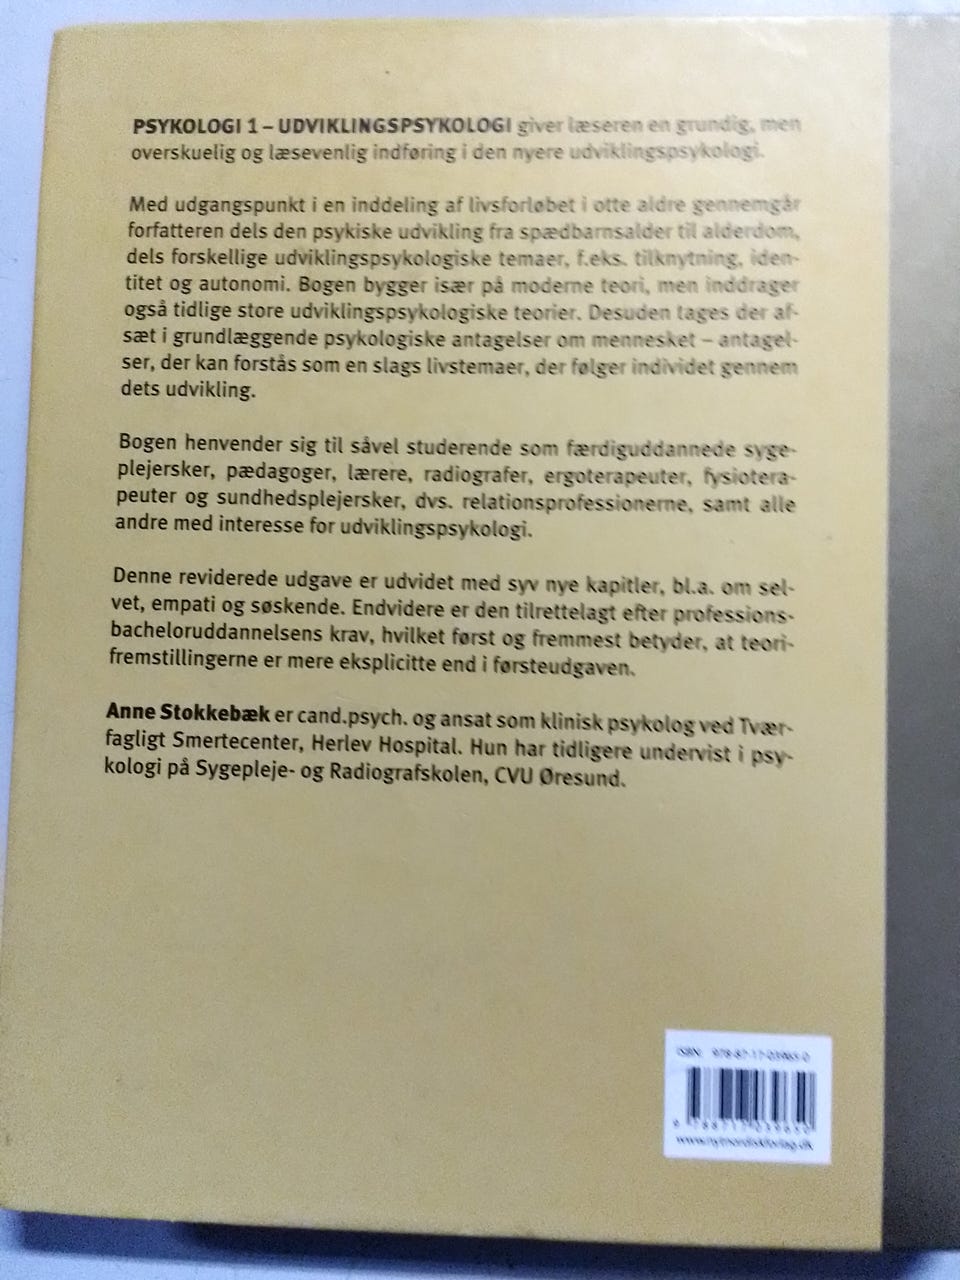 PSYKOLOGI 1 – UDVIKLINGSPSYKOLOGI giver læseren en grundig, men
overskuelig og læsevenlig indføring i den nyere udviklingspsykologi.
Med udgangspunkt i en inddeling af livsforløbet i otte aldre gennemgår
forfatteren dels den psykiske udvikling fra spædbarnsalder til alderdom,
dels forskellige udviklingspsykologiske temaer, f.eks. tilknytning, iden-
titet og autonomi. Bogen bygger især på moderne teori, men inddrager
også tidlige store udviklingspsykologiske teorier. Desuden tages der af-
sæt i grundlæggende psykologiske antagelser om mennesket – antagel-
ser, der kan forstås som en slags livstemaer, der følger individet gennem
dets udvikling.
Bogen henvender sig til såvel studerende som færdiguddannede syge-
plejersker, pædagoger, lærere, radiografer, ergoterapeuter, fysiotera-
peuter og sundhedsplejersker, dvs. relationsprofessionerne, samt alle
andre med interesse for udviklingspsykologi.
Denne reviderede udgave er udvidet med syv nye kapitler, bl.a. om sel-
vet, empati og søskende. Endvidere er den tilrettelagt efter professions-
bacheloruddannelsens krav, hvilket først og fremmest betyder, at teori-
fremstillingerne er mere eksplicitte end i førsteudgaven.
Anne Stokkebæk er cand.psych. og ansat som klinisk psykolog ved Tvær-
fagligt Smertecenter, Herlev Hospital. Hun har tidligere undervist i psy-
kologi på Sygepleje- og Radiografskolen, CVU Øresund.
ISBN
www.nytnordiskforlag.dk